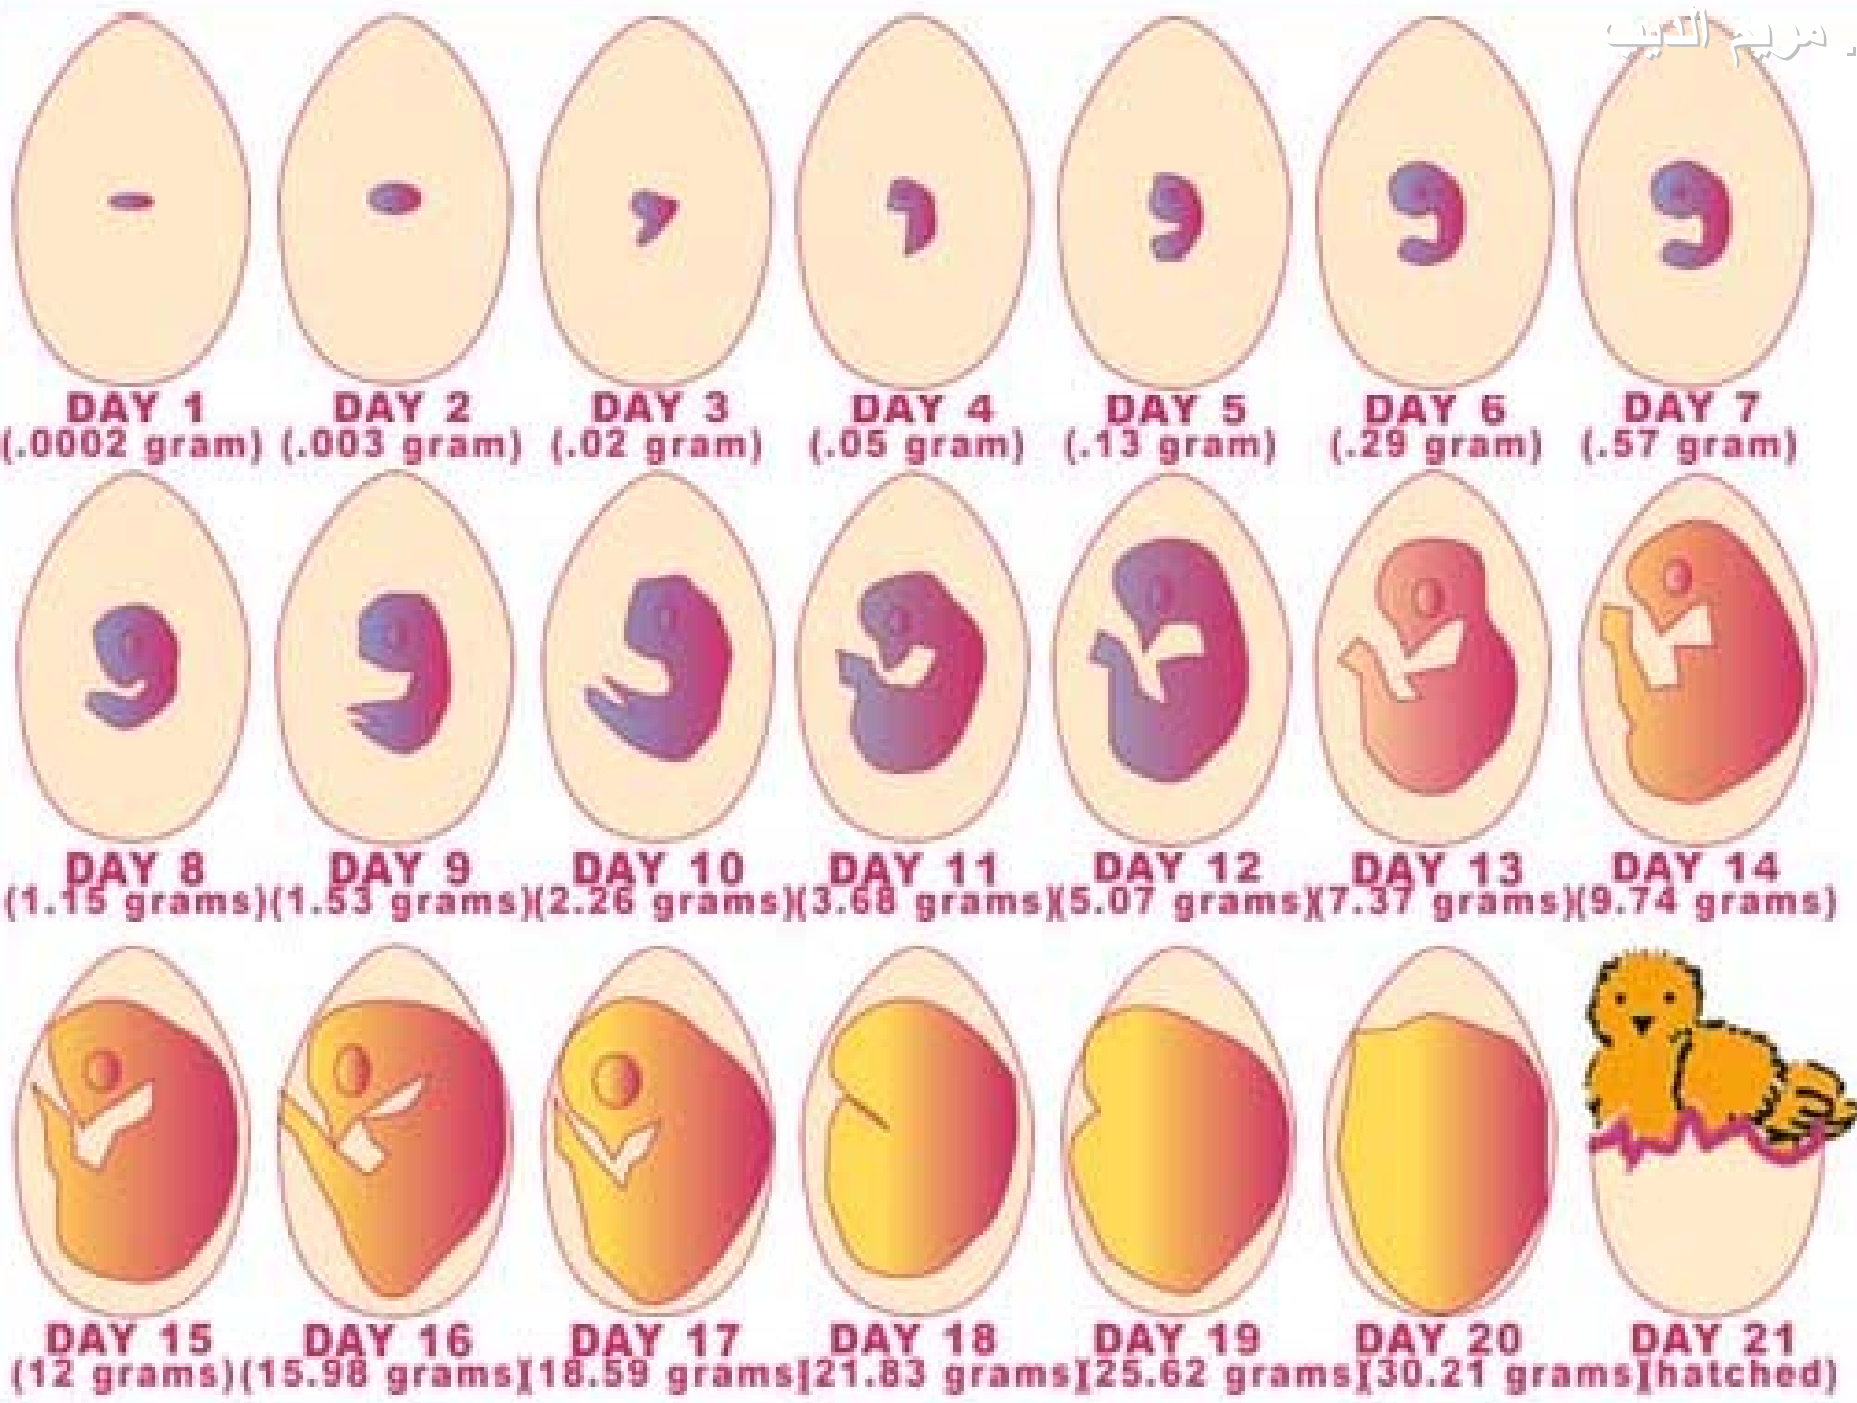 مريم الديب
DAY 1 DAY 2 DAY 3 DAY 4 DAY 5 DAY 6 DAY 7
(.0002 gram) (.003 gram) (.02 gram) (.05 gram) (.13 gram) (.29 gram) (.57 gram)
DAY 8 DAY 9 DAY 10 DAY 11 DAY 12 DAY 13 DAY 14
(1.15 grams) (1.53 grams) (2.26 grams) (3.68 grams) (5.07 grams) (7.37 grams) (9.74 grams)
DAY 15 DAY 16 DAY 17 DAY 18 DAY 19 DAY 20 DAY 21
(12 grams) (15.98 grams) (18.59 grams) (21.83 grams) (25.62 grams) (30.21 grams) (hatched)